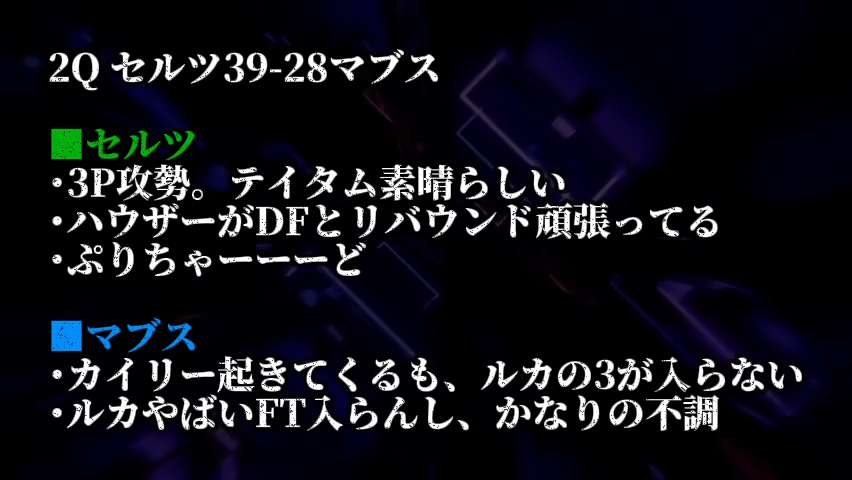 2Q セルツ39-28マブス
■セルツ
・3P攻勢。テイタム素晴らしい
・ハウザーがDFとリバウンド頑張ってる
・ぷりちゃーーーど
■マブス
・カイリー起きてくるも、ルカの3が入らない
・ルカやばいFT入らんし、かなりの不調